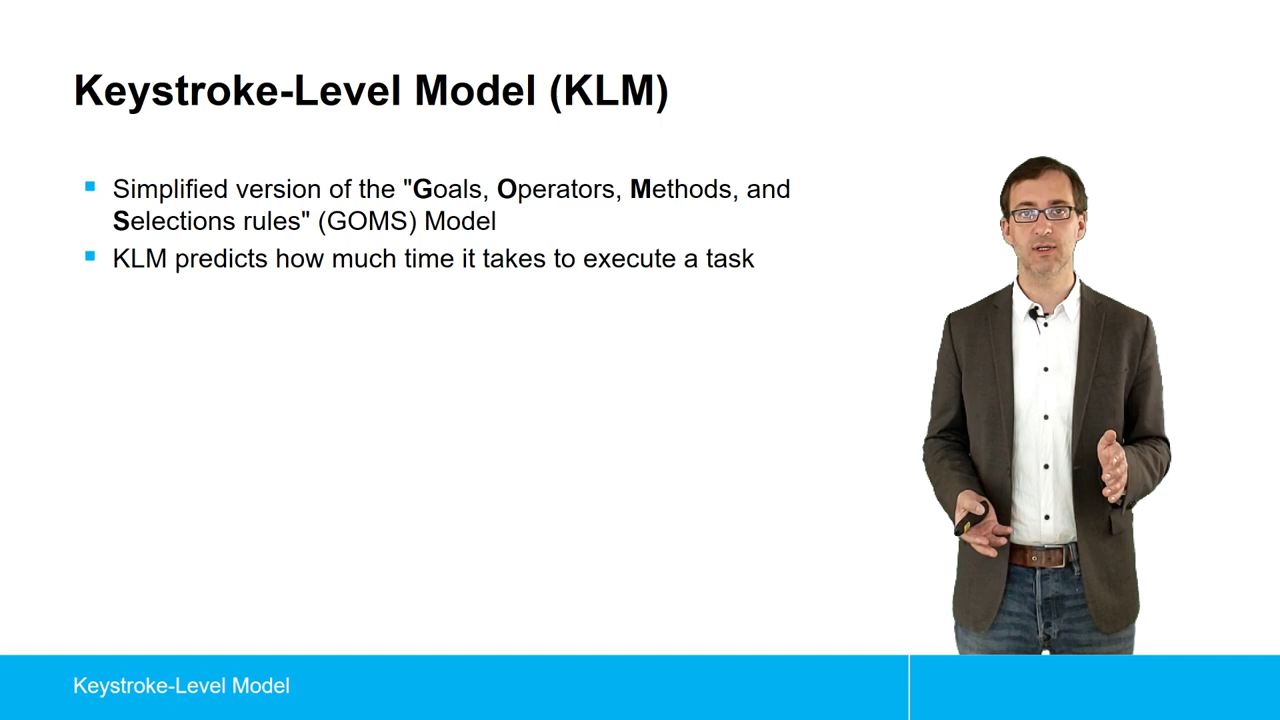 Keystroke-Level Model (KLM)
Simplified version of the "Goals, Operators, Methods, and
Selections rules" (GOMS) Model
KLM predicts how much time it takes to execute a task
Keystroke-Level Model